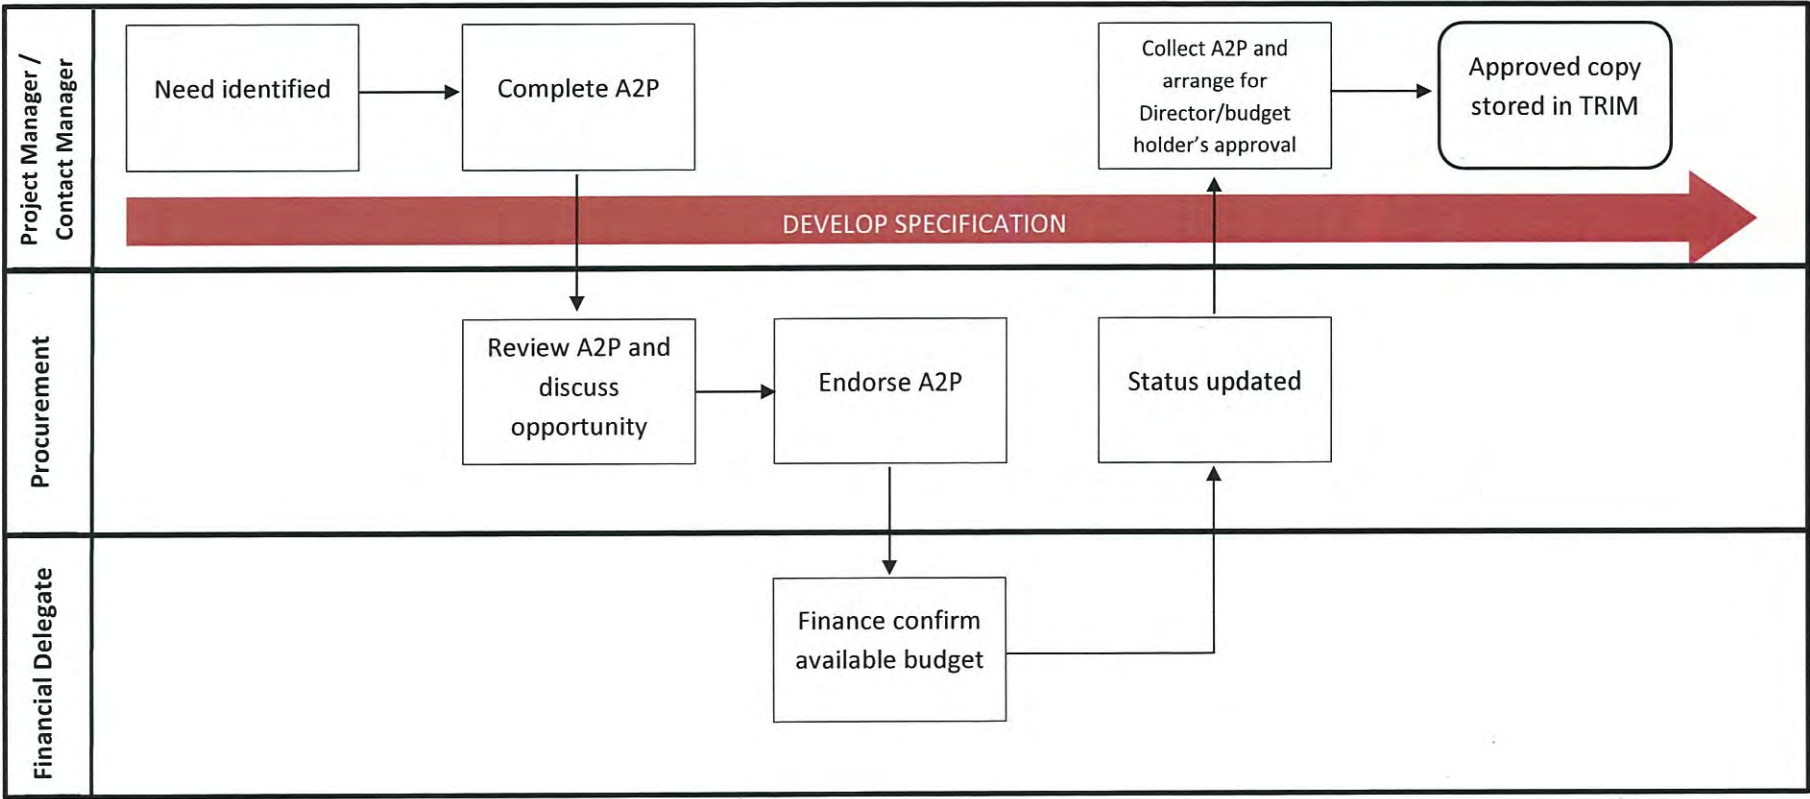 Project Manager /
Contact Manager
Need identified
Complete A2P
Collect A2P and
arrange for
Director/budget
holder's approval
Approved copy
stored in TRIM
DEVELOP SPECIFICATION
Procurement
Review A2P and
discuss
opportunity
Endorse A2P
Status updated
Financial Delegate
Finance confirm
available budget